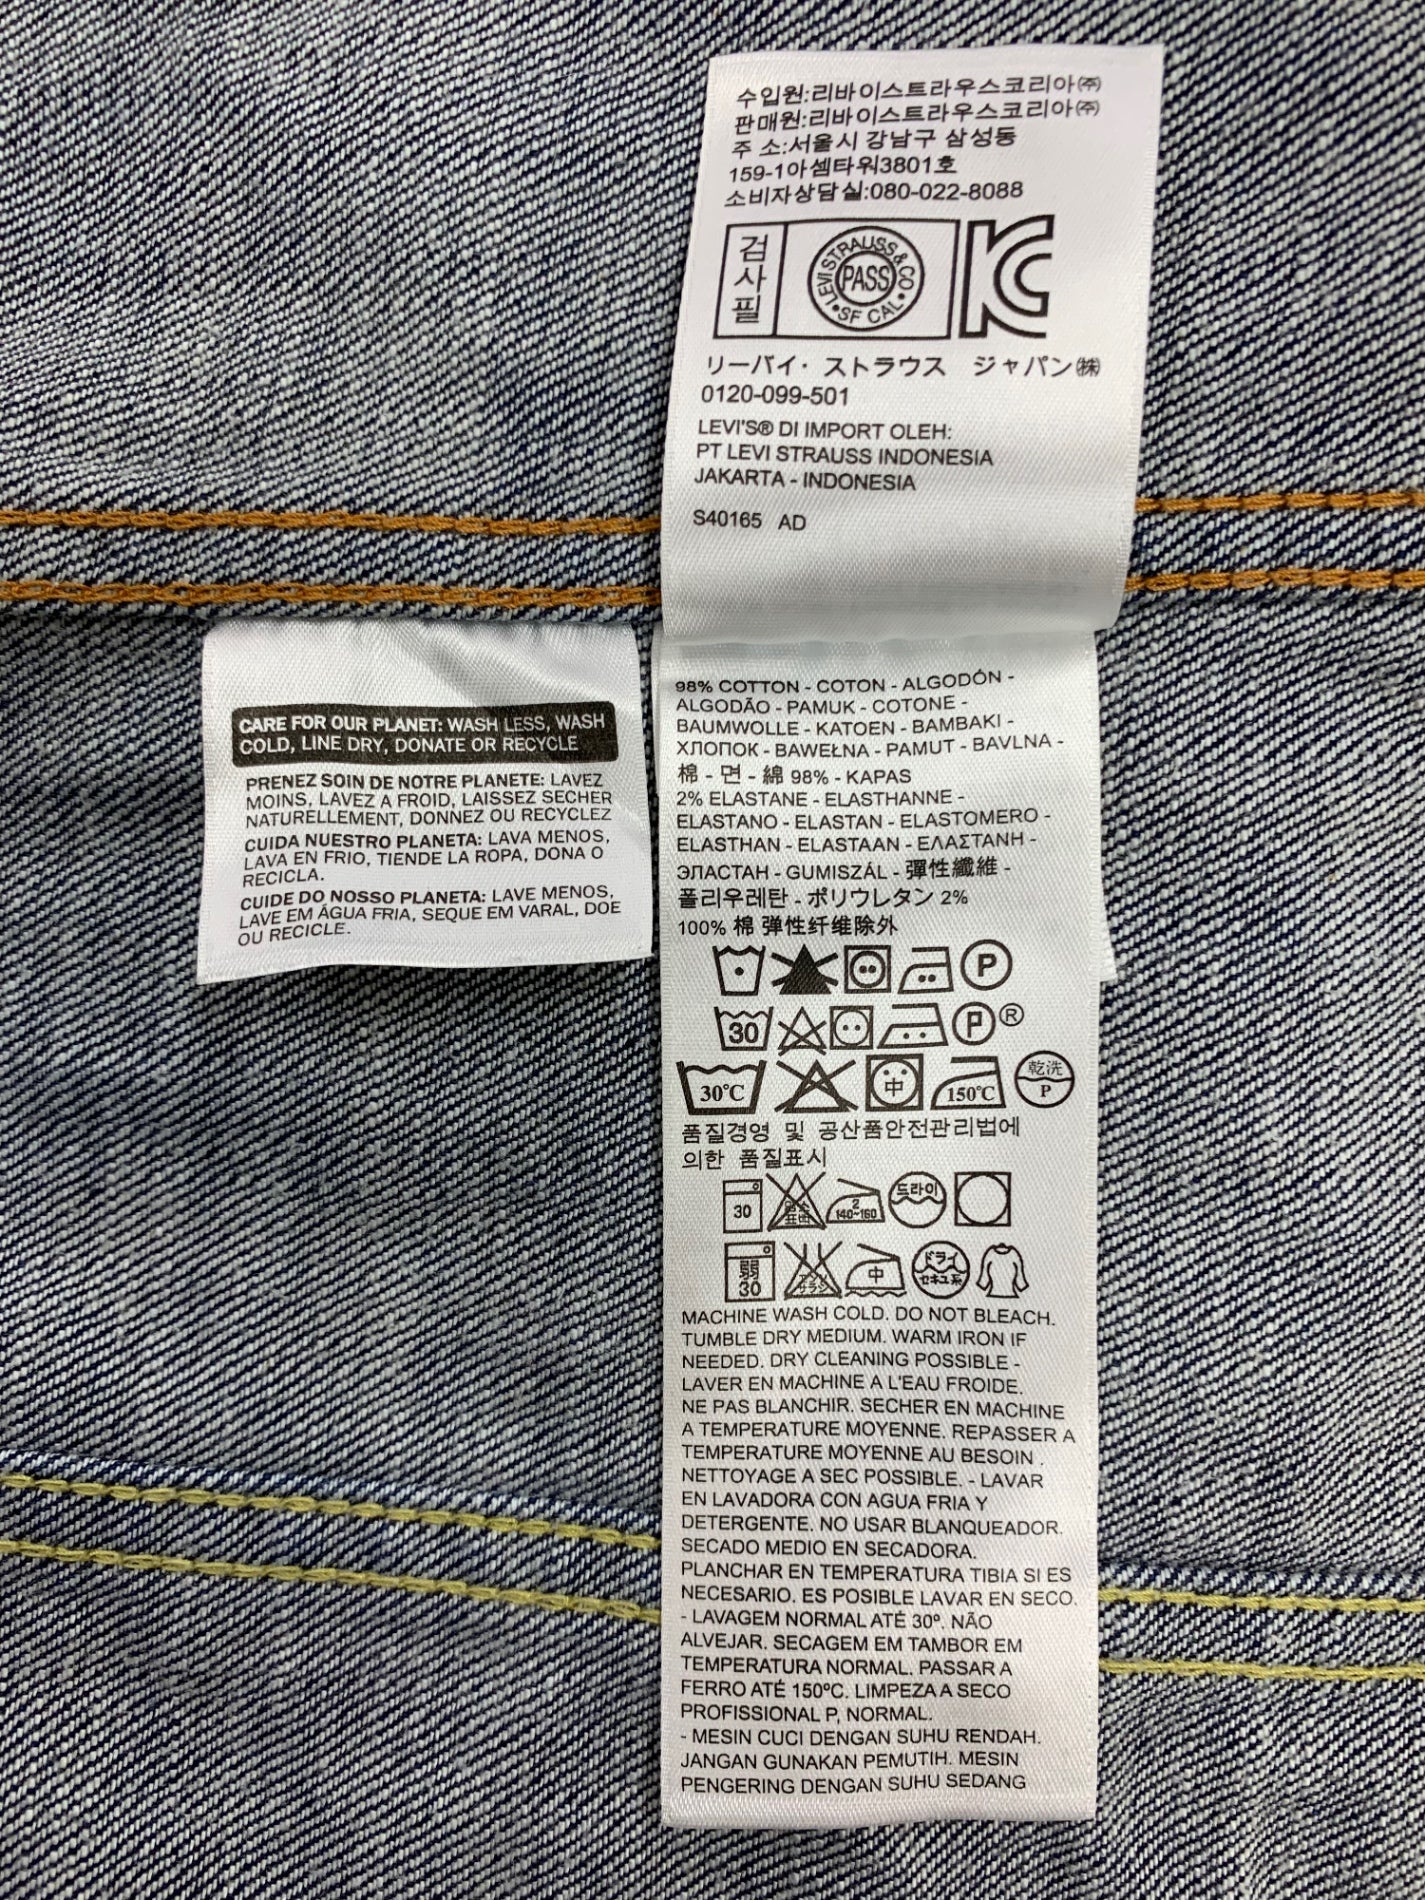 수입원:리바이스트라우스코리아㈜
판매원:리바이스트라우스코리아㈜
주 소:서울시 강남구 삼성동
159-1아셈타워3801호
소비자상담실:080-022-8088
검사필
LEVI STRAUSS & CO
PASS
• SF CAL •
KC
リーバイ・ストラウス ジャパン㈱
0120-099-501
LEVI'S® DI IMPORT OLEH:
PT LEVI STRAUSS INDONESIA
JAKARTA - INDONESIA
S40165 AD
CARE FOR OUR PLANET: WASH LESS, WASH
COLD, LINE DRY, DONATE OR RECYCLE
PRENEZ SOIN DE NOTRE PLANETE: LAVEZ
MOINS, LAVEZ A FROID, LAISSEZ SECHER
NATURELLEMENT, DONNEZ OU RECYCLEZ
CUIDA NUESTRO PLANETA: LAVA MENOS,
LAVA EN FRIO, TIENDE LA ROPA, DONA O
RECICLA.
CUIDE DO NOSSO PLANETA: LAVE MENOS,
LAVE EM ÁGUA FRIA, SEQUE EM VARAL, DOE
OU RECICLE.
98% COTTON - COTON - ALGODÓN -
ALGODÃO - PAMUK - COTONE -
BAUMWOLLE - KATOEN - BAMBAKI -
ХЛОПОК - BAWEŁNA - PAMUT - BAVLNA -
棉 - 면 - 綿 98% - KAPAS
2% ELASTANE - ELASTHANNE -
ELASTANO - ELASTAN - ELASTOMERO -
ELASTHAN - ELASTAAN - ΕΛΑΣΤΑΝΗ -
ЭЛАСТАН - GUMISZÁL - 彈性纖維 -
폴리우레탄 - ポリウレタン 2%
100% 棉 弹性纤维除外
P
30 P ®
30°C 中 150°C 乾洗 P
품질경영 및 공산품안전관리법에
의한 품질표시
30 2 140~160 드라이
弱 30 エンソ サラシ 中 ドライ セキユ系
MACHINE WASH COLD. DO NOT BLEACH.
TUMBLE DRY MEDIUM. WARM IRON IF
NEEDED. DRY CLEANING POSSIBLE -
LAVER EN MACHINE A L'EAU FROIDE.
NE PAS BLANCHIR. SECHER EN MACHINE
A TEMPERATURE MOYENNE. REPASSER A
TEMPERATURE MOYENNE AU BESOIN .
NETTOYAGE A SEC POSSIBLE. - LAVAR
EN LAVADORA CON AGUA FRIA Y
DETERGENTE. NO USAR BLANQUEADOR.
SECADO MEDIO EN SECADORA.
PLANCHAR EN TEMPERATURA TIBIA SI ES
NECESARIO. ES POSIBLE LAVAR EN SECO.
- LAVAGEM NORMAL ATÉ 30º. NÃO
ALVEJAR. SECAGEM EM TAMBOR EM
TEMPERATURA NORMAL. PASSAR A
FERRO ATÉ 150ºC. LIMPEZA A SECO
PROFISSIONAL P, NORMAL.
- MESIN CUCI DENGAN SUHU RENDAH.
JANGAN GUNAKAN PEMUTIH. MESIN
PENGERING DENGAN SUHU SEDANG